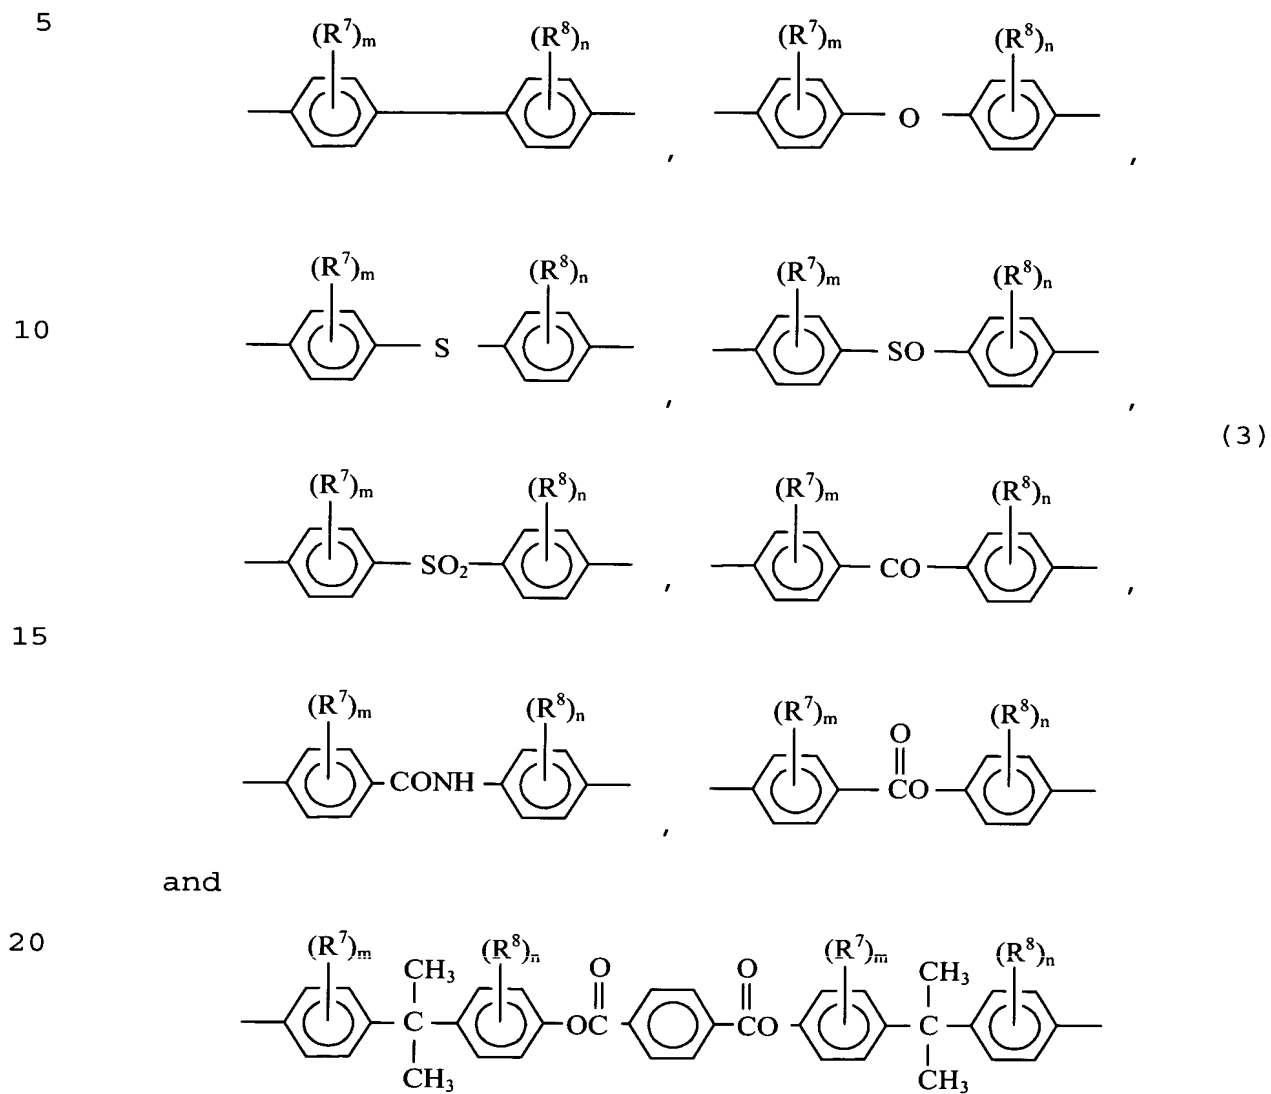 5
(R⁷)ₘ (R⁸)ₙ (R⁷)ₘ (R⁸)ₙ
, O ,
(R⁷)ₘ (R⁸)ₙ (R⁷)ₘ (R⁸)ₙ
10
S , SO ,
(3)
(R⁷)ₘ (R⁸)ₙ (R⁷)ₘ (R⁸)ₙ
SO₂ , CO ,
15
(R⁷)ₘ (R⁸)ₙ (R⁷)ₘ (R⁸)ₙ
O
CONH , CO
and
20
(R⁷)ₘ (R⁸)ₙ (R⁷)ₘ (R⁸)ₙ
CH₃ O O CH₃
C OC CO C
CH₃ CH₃